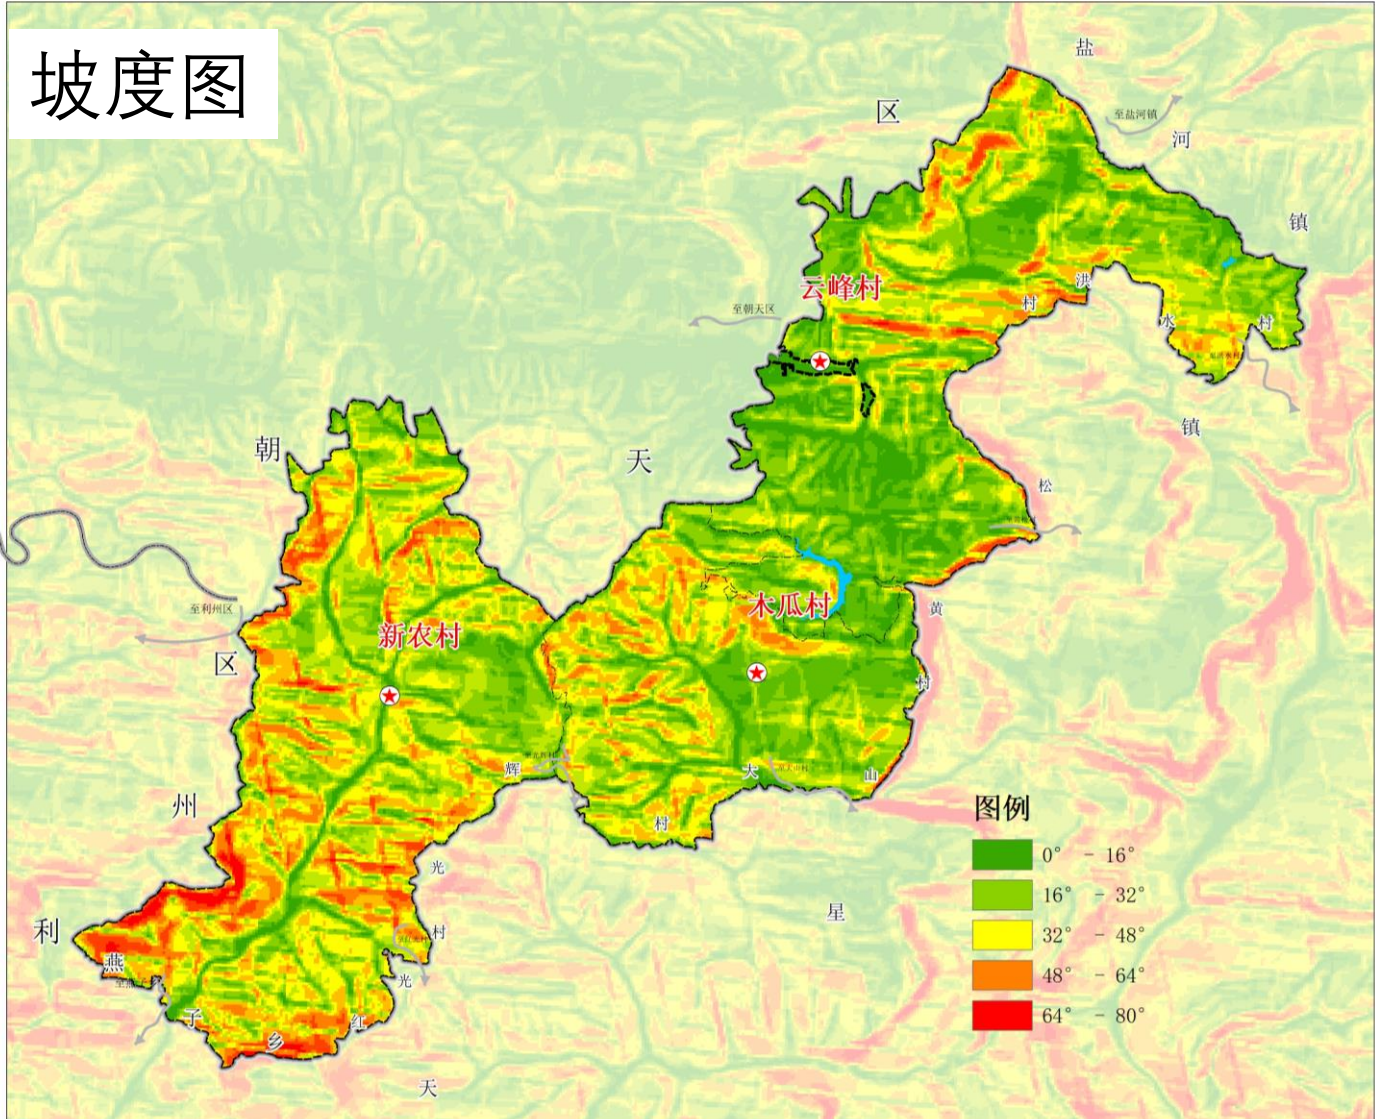 坡度图
盐
区
至盐河镇
河
镇
云峰村
洪
村
至朝天区
水
村
镇
朝
天
松
至利州区
木瓜村
黄
新农村
区
村
辉
大
山
州
图例
村
0° - 16°
光
16° - 32°
星
利
村
32° - 48°
燕
光
48° - 64°
子
红
64° - 80°
乡
天